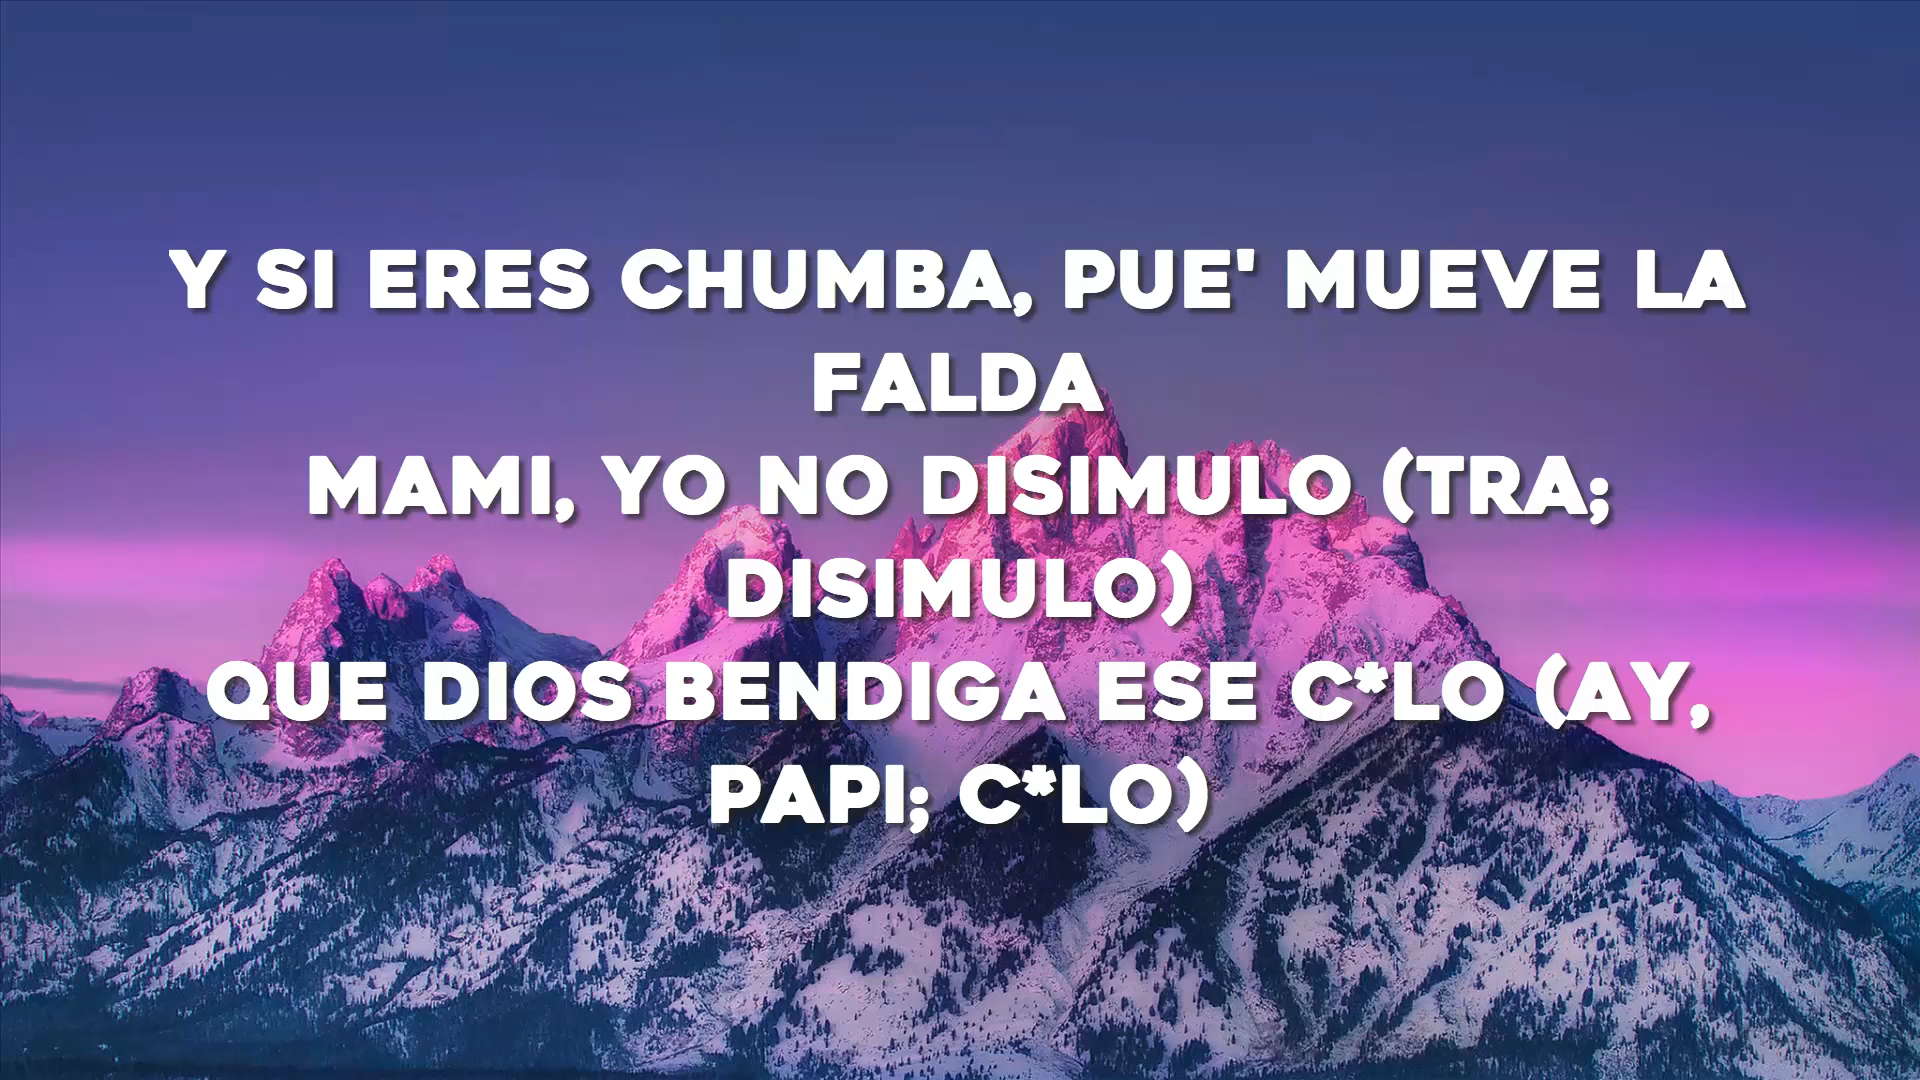 Y SI ERES CHUMBA, PUE' MUEVE LA
FALDA
MAMI, YO NO DISIMULO (TRA;
DISIMULO)
QUE DIOS BENDIGA ESE C*LO (AY,
PAPI; C*LO)